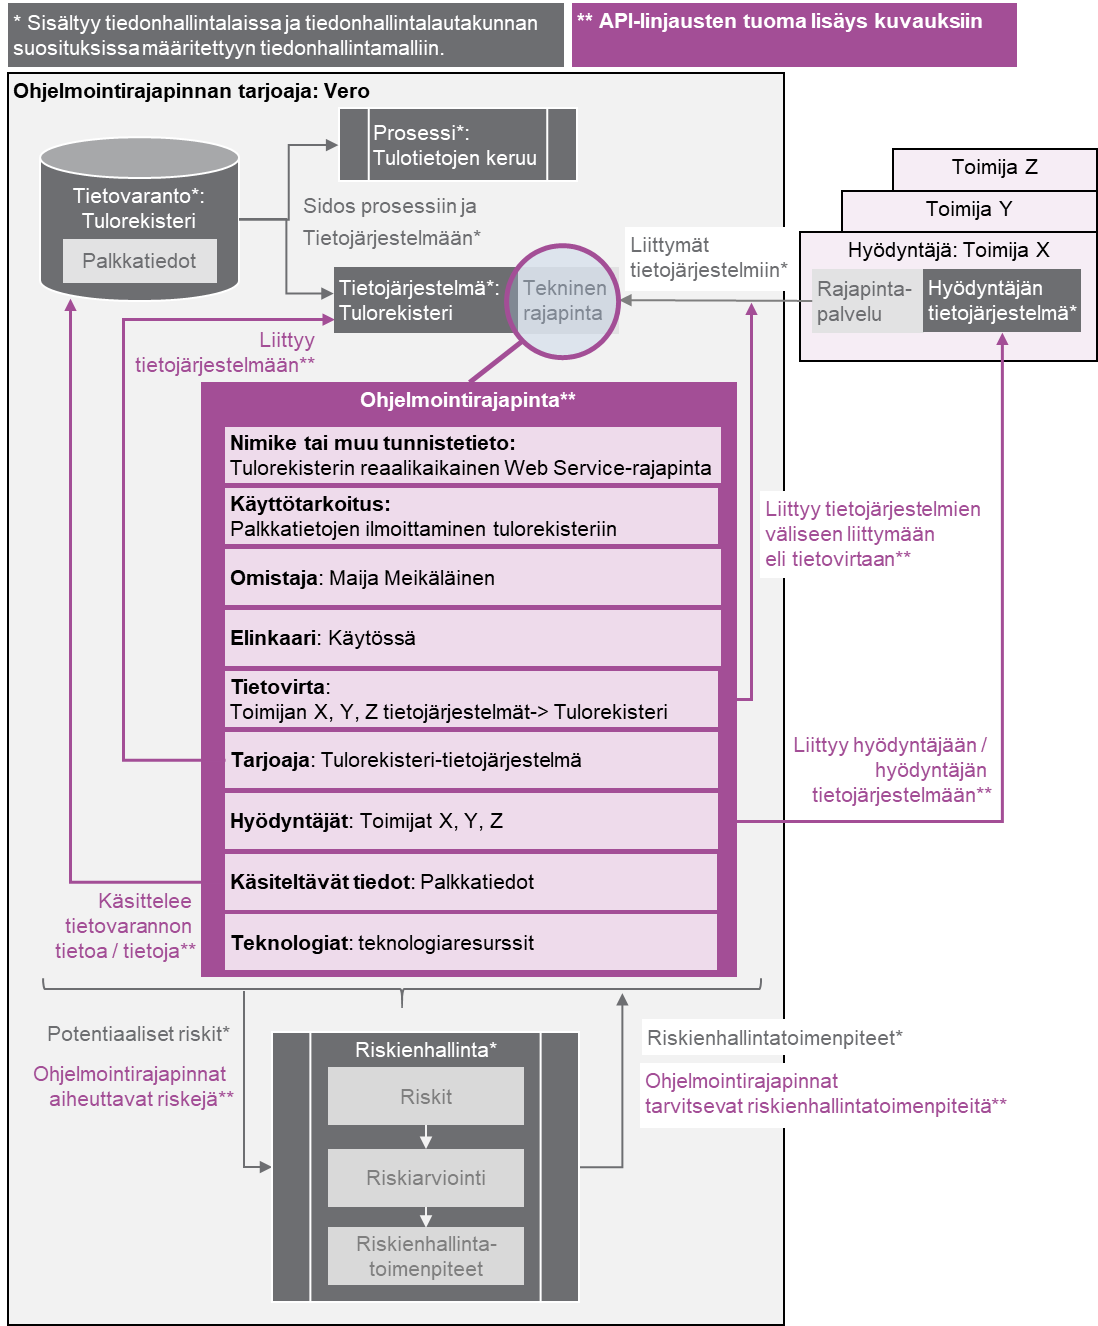 * Sisältyy tiedonhallintalaissa ja tiedonhallintalautakunnan
suosituksissa määritettyyn tiedonhallintamalliin.
** API-linjausten tuoma lisäys kuvauksiin
Ohjelmointirajapinnan tarjoaja: Vero
Prosessi*:
Tulotietojen keruu
Tietovaranto*:
Tulorekisteri
Palkkatiedot
Sidos prosessiin ja
Tietojärjestelmään*
Tietojärjestelmä*:
Tulorekisteri
Tekninen
rajapinta
Liittymät
tietojärjestelmiin*
Toimija Z
Toimija Y
Hyödyntäjä: Toimija X
Rajapinta-
palvelu
Hyödyntäjän
tietojärjestelmä*
Liittyy
tietojärjestelmään**
Ohjelmointirajapinta**
Nimike tai muu tunnistetieto:
Tulorekisterin reaalikaikainen Web Service-rajapinta
Käyttötarkoitus:
Palkkatietojen ilmoittaminen tulorekisteriin
Omistaja: Maija Meikäläinen
Elinkaari: Käytössä
Tietovirta:
Toimijan X, Y, Z tietojärjestelmät-> Tulorekisteri
Tarjoaja: Tulorekisteri-tietojärjestelmä
Hyödyntäjät: Toimijat X, Y, Z
Käsiteltävät tiedot: Palkkatiedot
Teknologiat: teknologiaresurssit
Liittyy tietojärjestelmien
väliseen liittymään
eli tietovirtaan**
Liittyy hyödyntäjään /
hyödyntäjän
tietojärjestelmään**
Käsittelee
tietovarannon
tietoa / tietoja**
Potentiaaliset riskit*
Ohjelmointirajapinnat
aiheuttavat riskejä**
Riskienhallinta*
Riskit
Riskiarviointi
Riskienhallinta-
toimenpiteet
Riskienhallintatoimenpiteet*
Ohjelmointirajapinnat
tarvitsevat riskienhallintatoimenpiteitä**